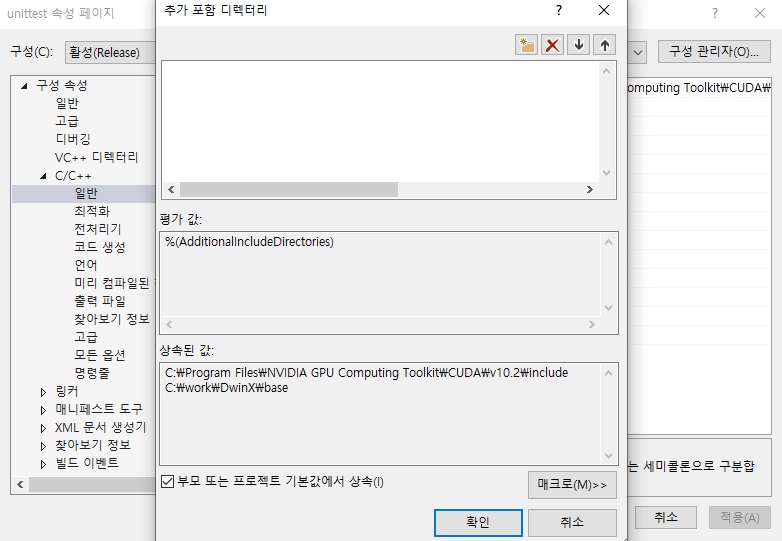 unittest 속성 페이지
추가 포함 디렉터리
구성(C):
활성(Release)
구성 관리자(O)...
구성 속성
일반
고급
디버깅
VC++ 디렉터리
C/C++
일반
최적화
전처리기
코드 생성
언어
미리 컴파일된
출력 파일
찾아보기 정보
고급
모든 옵션
명령줄
링커
매니페스트 도구
XML 문서 생성기
찾아보기 정보
빌드 이벤트
평가 값:
%(AdditionalIncludeDirectories)
상속된 값:
C:₩Program Files₩NVIDIA GPU Computing Toolkit₩CUDA₩v10.2₩include
C:₩work₩DwinX₩base
부모 또는 프로젝트 기본값에서 상속(I)
매크로(M)>>
확인
취소
omputing Toolkit₩CUDA₩
는 세미콜론으로 구분합
취소
적용(A)